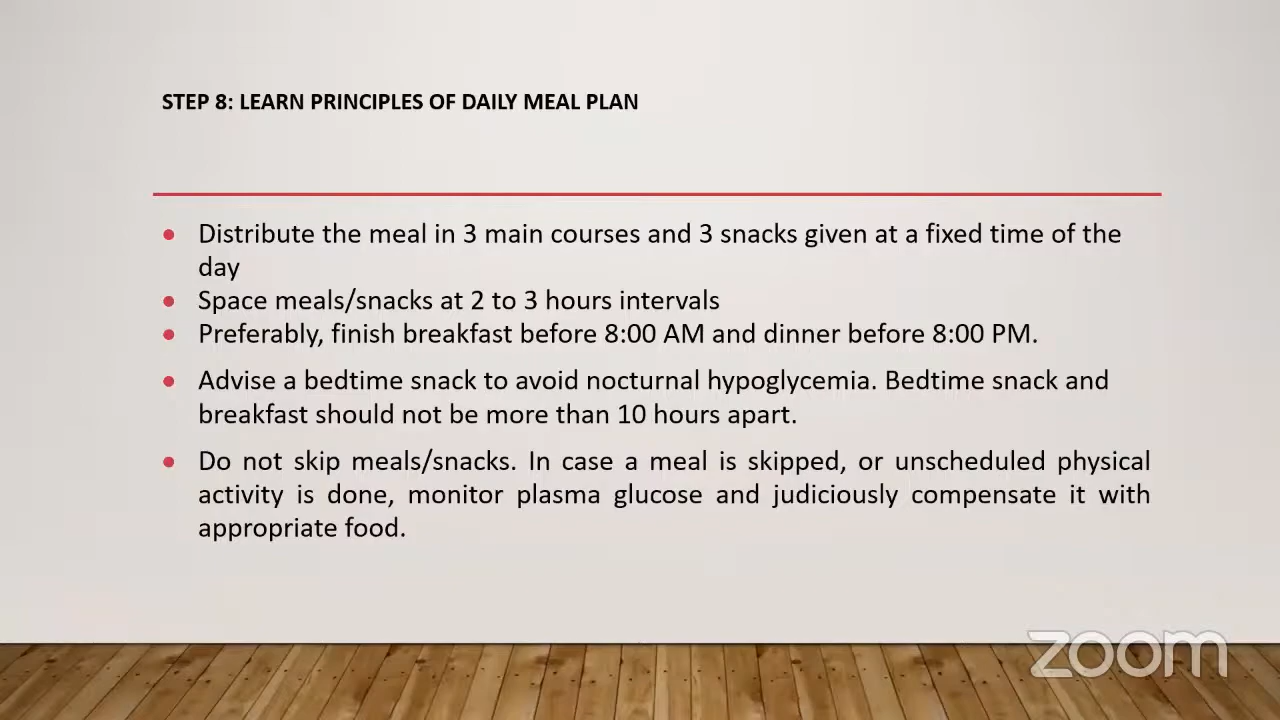 STEP 8: LEARN PRINCIPLES OF DAILY MEAL PLAN
● Distribute the meal in 3 main courses and 3 snacks given at a fixed time of the
day
● Space meals/snacks at 2 to 3 hours intervals
● Preferably, finish breakfast before 8:00 AM and dinner before 8:00 PM.
● Advise a bedtime snack to avoid nocturnal hypoglycemia. Bedtime snack and
breakfast should not be more than 10 hours apart.
● Do not skip meals/snacks. In case a meal is skipped, or unscheduled physical
activity is done, monitor plasma glucose and judiciously compensate it with
appropriate food.
zoom